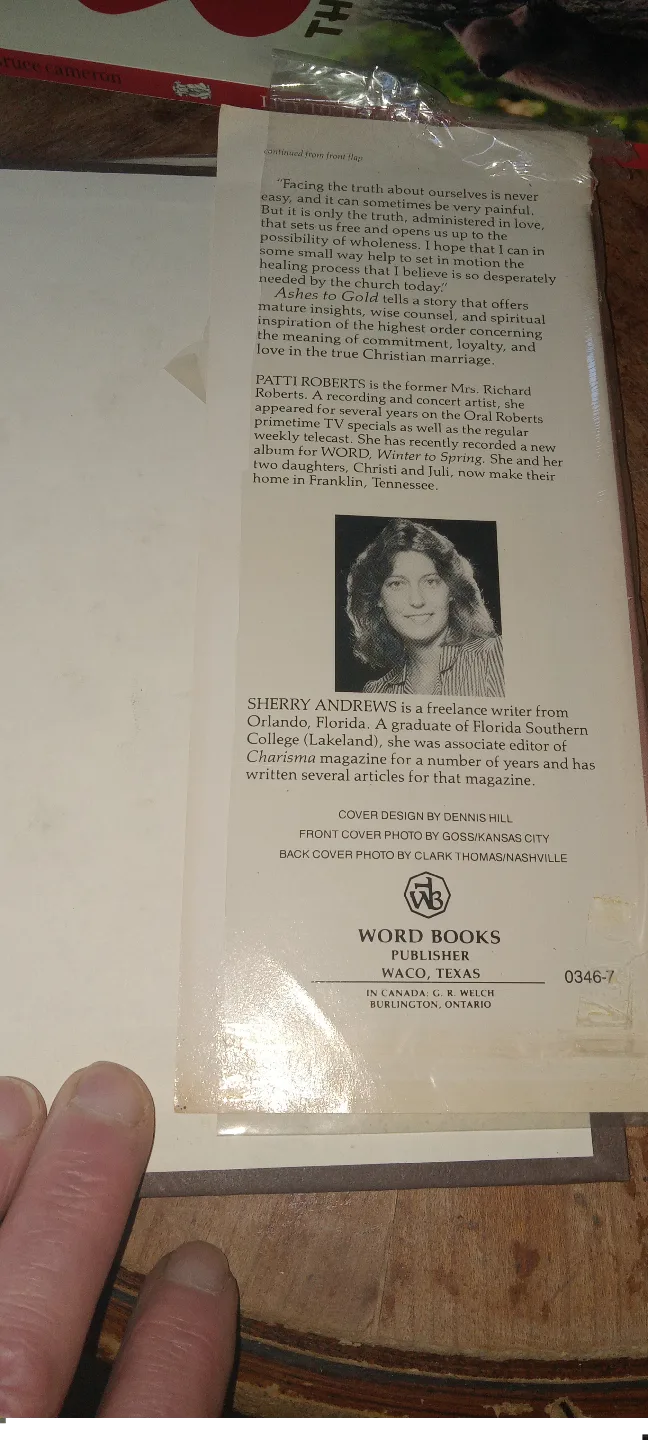 TH
ruce cameron
continued from front flap
"Facing the truth about ourselves is never
easy, and it can sometimes be very painful.
But it is only the truth, administered in love,
that sets us free and opens us up to the
possibility of wholeness. I hope that I can in
some small way help to set in motion the
healing process that I believe is so desperately
needed by the church today."
Ashes to Gold tells a story that offers
mature insights, wise counsel, and spiritual
inspiration of the highest order concerning
the meaning of commitment, loyalty, and
love in the true Christian marriage.
PATTI ROBERTS is the former Mrs. Richard
Roberts. A recording and concert artist, she
appeared for several years on the Oral Roberts
primetime TV specials as well as the regular
weekly telecast. She has recently recorded a new
album for WORD, Winter to Spring. She and her
two daughters, Christi and Juli, now make their
home in Franklin, Tennessee.
SHERRY ANDREWS is a freelance writer from
Orlando, Florida. A graduate of Florida Southern
College (Lakeland), she was associate editor of
Charisma magazine for a number of years and has
written several articles for that magazine.
COVER DESIGN BY DENNIS HILL
FRONT COVER PHOTO BY GOSS/KANSAS CITY
BACK COVER PHOTO BY CLARK THOMAS/NASHVILLE
WB
WORD BOOKS
PUBLISHER
WACO, TEXAS
0346-7
IN CANADA: G. R. WELCH
BURLINGTON, ONTARIO